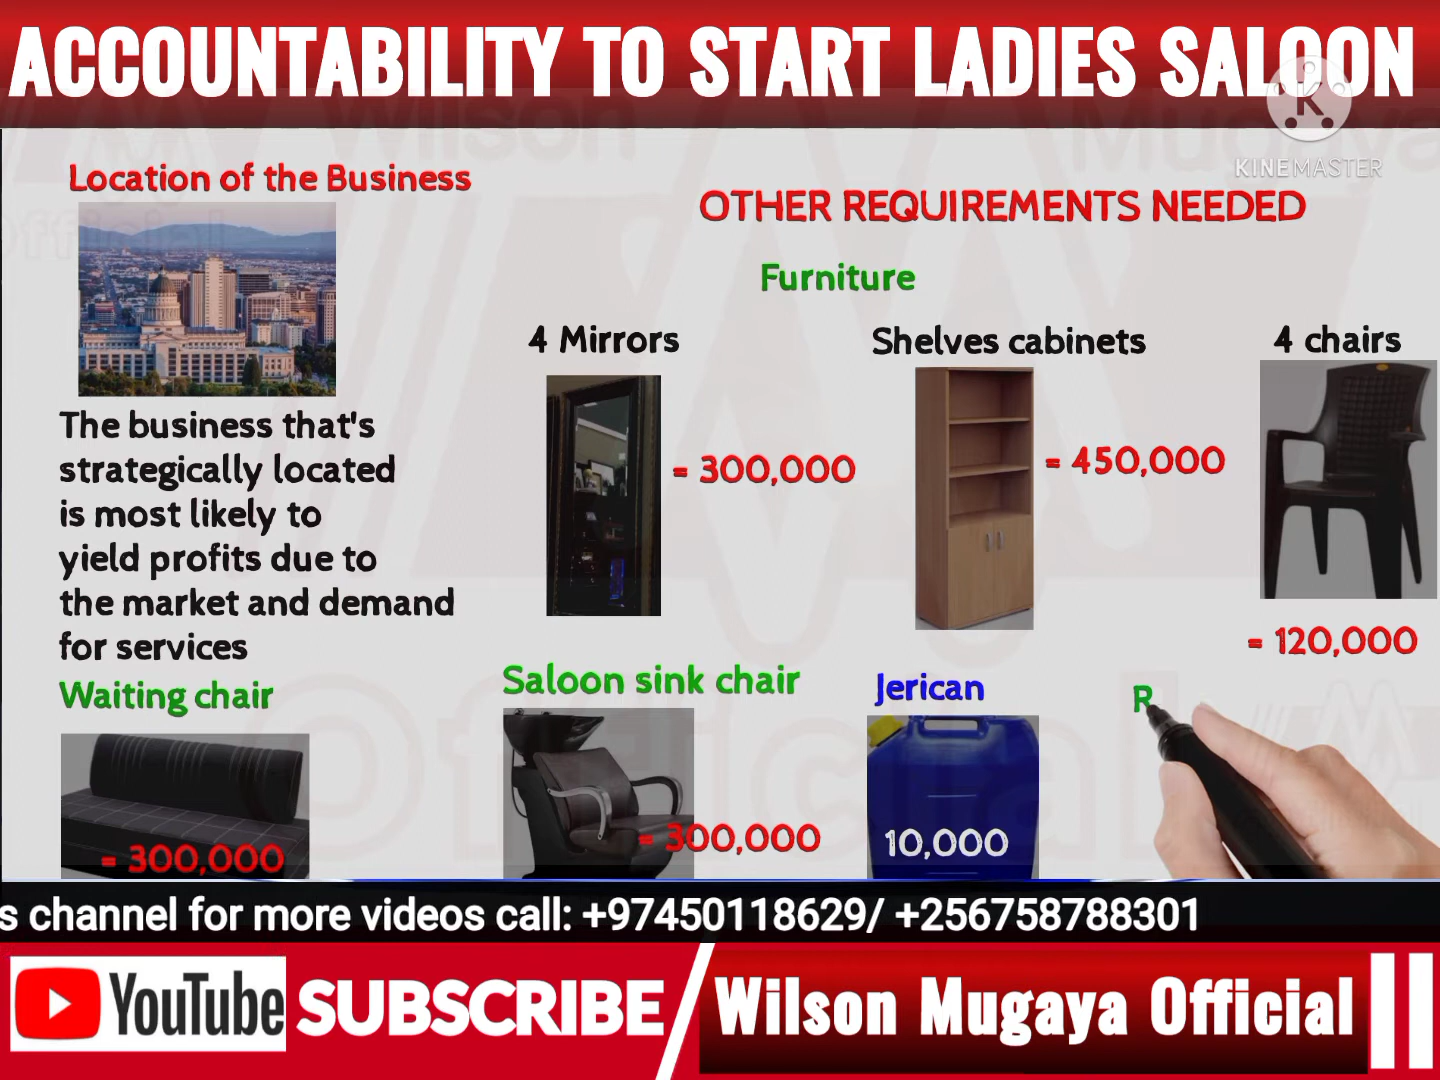 ACCOUNTABILITY TO START LADIES SALOON
KINEMASTER
Wilson Mugaya
Official
Location of the Business
OTHER REQUIREMENTS NEEDED
Furniture
4 Mirrors
Shelves cabinets
4 chairs
= 300,000
= 450,000
= 120,000
The business that's
strategically located
is most likely to
yield profits due to
the market and demand
for services
Waiting chair
Saloon sink chair
Jerican
R
= 300,000
= 300,000
10,000
s channel for more videos call: +97450118629/ +256758788301
YouTube SUBSCRIBE Wilson Mugaya Official